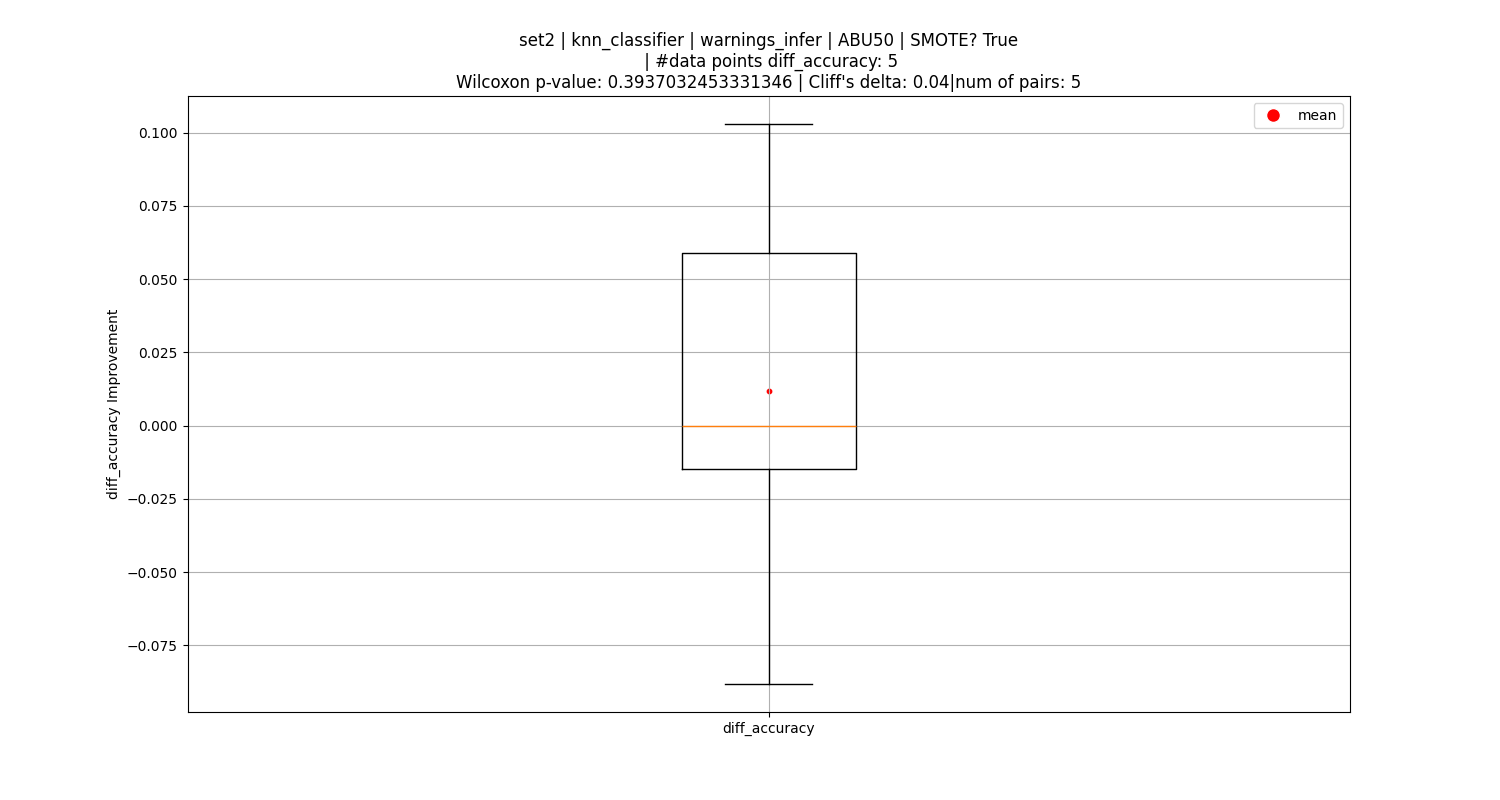 set2 | knn_classifier | warnings_infer | ABU50 | SMOTE? True
| #data points diff_accuracy: 5
Wilcoxon p-value: 0.3937032453331346 | Cliff's delta: 0.04|num of pairs: 5
mean
0.100
0.075
0.050
0.025
0.000
−0.025
−0.050
−0.075
diff_accuracy Improvement
diff_accuracy